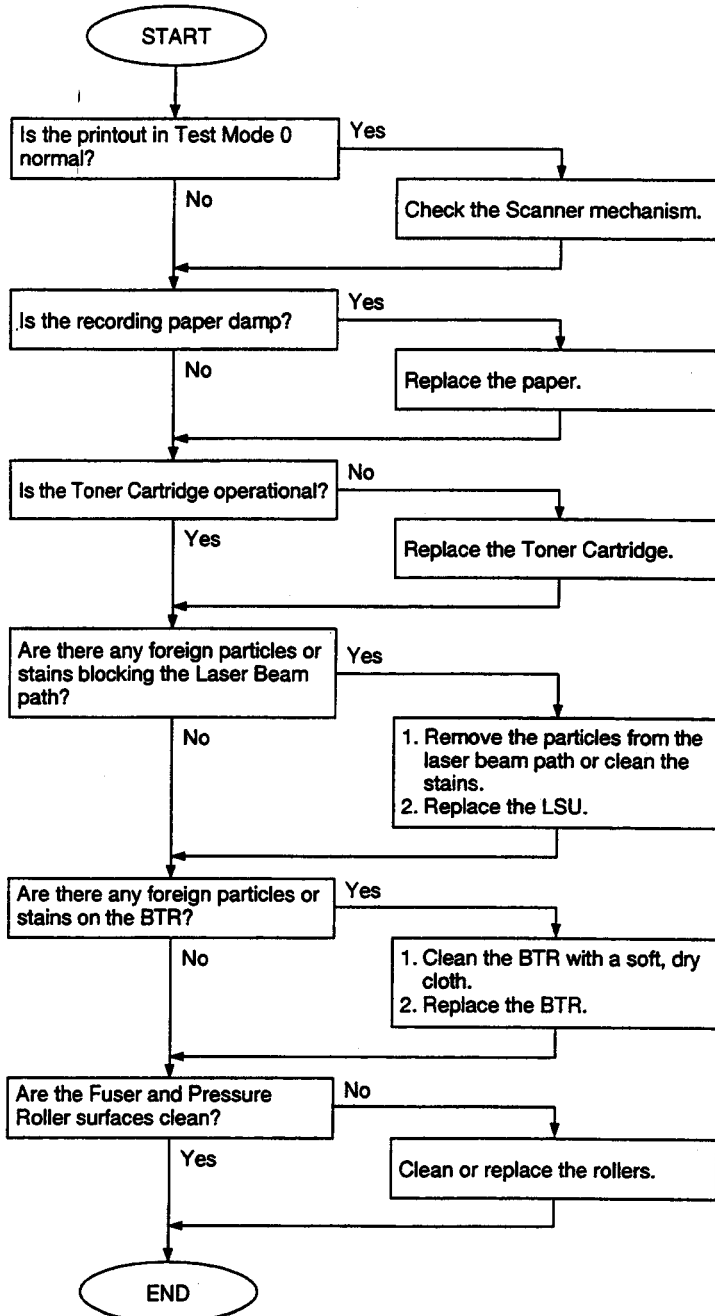 START
Is the printout in Test Mode 0
normal?
Yes
No
Check the Scanner mechanism.
Is the recording paper damp?
Yes
No
Replace the paper.
Is the Toner Cartridge operational?
No
Yes
Replace the Toner Cartridge.
Are there any foreign particles or
stains blocking the Laser Beam
path?
Yes
No
1. Remove the particles from the
laser beam path or clean the
stains.
2. Replace the LSU.
Are there any foreign particles or
stains on the BTR?
Yes
No
1. Clean the BTR with a soft, dry
cloth.
2. Replace the BTR.
Are the Fuser and Pressure
Roller surfaces clean?
No
Yes
Clean or replace the rollers.
END